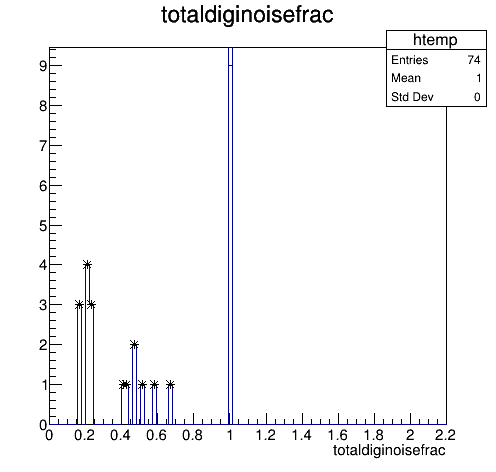 totaldiginoisefrac
htemp
Entries 74
Mean 1
Std Dev 0
9
8
7
6
5
4
3
2
1
0
0 0.2 0.4 0.6 0.8 1 1.2 1.4 1.6 1.8 2 2.2
totaldiginoisefrac